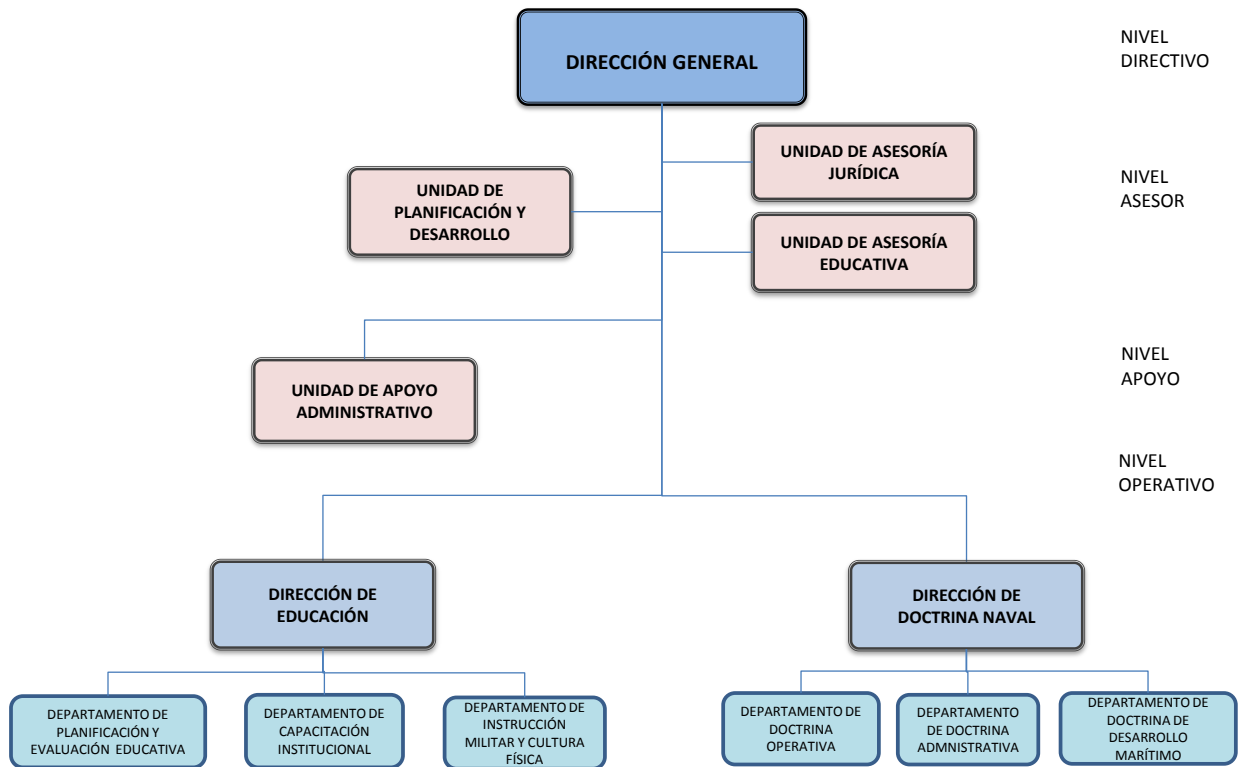 DIRECCIÓN GENERAL
NIVEL
DIRECTIVO
UNIDAD DE ASESORÍA
JURÍDICA
UNIDAD DE
PLANIFICACIÓN Y
DESARROLLO
NIVEL
ASESOR
UNIDAD DE ASESORÍA
EDUCATIVA
UNIDAD DE APOYO
ADMINISTRATIVO
NIVEL
APOYO
NIVEL
OPERATIVO
DIRECCIÓN DE
EDUCACIÓN
DIRECCIÓN DE
DOCTRINA NAVAL
DEPARTAMENTO DE
PLANIFICACIÓN Y
EVALUACIÓN EDUCATIVA
DEPARTAMENTO DE
CAPACITACIÓN
INSTITUCIONAL
DEPARTAMENTO DE
INSTRUCCIÓN
MILITAR Y CULTURA
FÍSICA
DEPARTAMENTO DE
DOCTRINA
OPERATIVA
DEPARTAMENTO
DE DOCTRINA
ADMNISTRATIVA
DEPARTAMENTO DE
DOCTRINA DE
DESARROLLO
MARÍTIMO